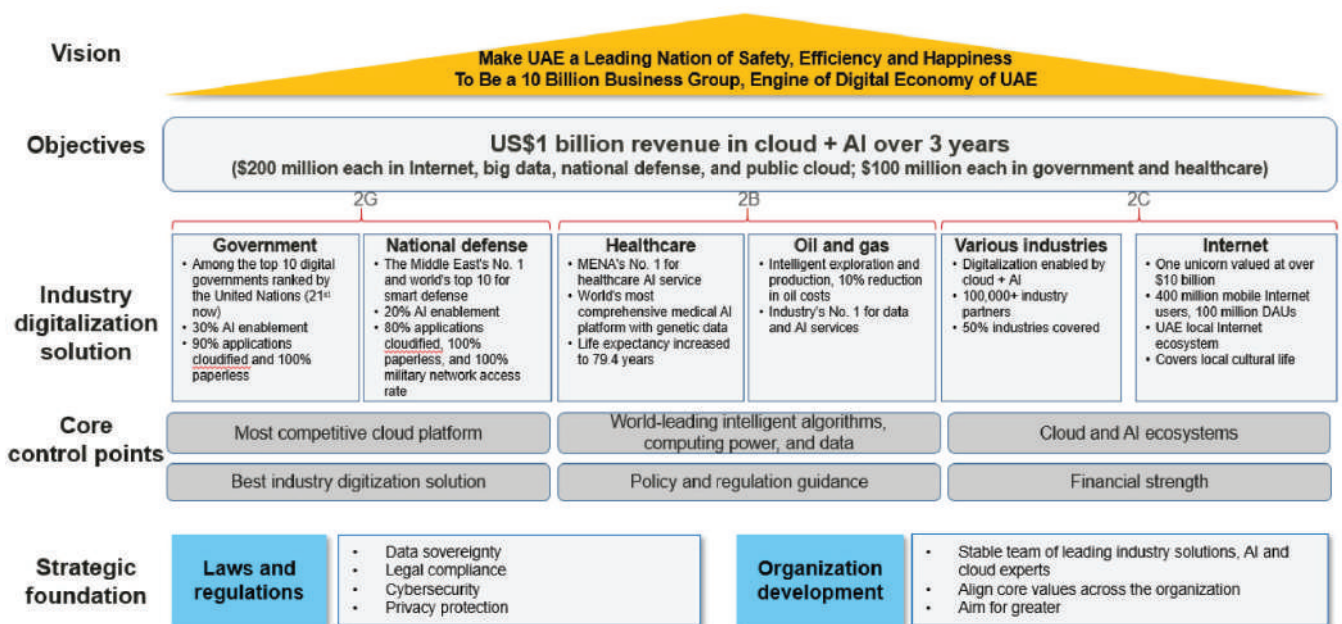 Vision
Make UAE a Leading Nation of Safety, Efficiency and Happiness
To Be a 10 Billion Business Group, Engine of Digital Economy of UAE
Objectives
US$1 billion revenue in cloud + AI over 3 years
($200 million each in Internet, big data, national defense, and public cloud; $100 million each in government and healthcare)
2G
2B
2C
Industry
digitalization
solution
Government
• Among the top 10 digital
governments ranked by
the United Nations (21st
now)
• 30% AI enablement
• 90% applications
cloudified and 100%
paperless
National defense
• The Middle East's No. 1
and world's top 10 for
smart defense
• 20% AI enablement
• 80% applications
cloudified, 100%
paperless, and 100%
military network access
rate
Healthcare
• MENA's No. 1 for
healthcare AI service
• World's most
comprehensive medical AI
platform with genetic data
• Life expectancy increased
to 79.4 years
Oil and gas
• Intelligent exploration and
production, 10% reduction
in oil costs
• Industry's No. 1 for data
and AI services
Various industries
• Digitalization enabled by
cloud + AI
• 100,000+ industry
partners
• 50% industries covered
Internet
• One unicorn valued at over
$10 billion
• 400 million mobile Internet
users, 100 million DAUs
• UAE local Internet
ecosystem
• Covers local cultural life
Core
control points
Most competitive cloud platform
World-leading intelligent algorithms,
computing power, and data
Cloud and AI ecosystems
Best industry digitization solution
Policy and regulation guidance
Financial strength
Strategic
foundation
Laws and
regulations
• Data sovereignty
• Legal compliance
• Cybersecurity
• Privacy protection
Organization
development
• Stable team of leading industry solutions, AI and
cloud experts
• Align core values across the organization
• Aim for greater